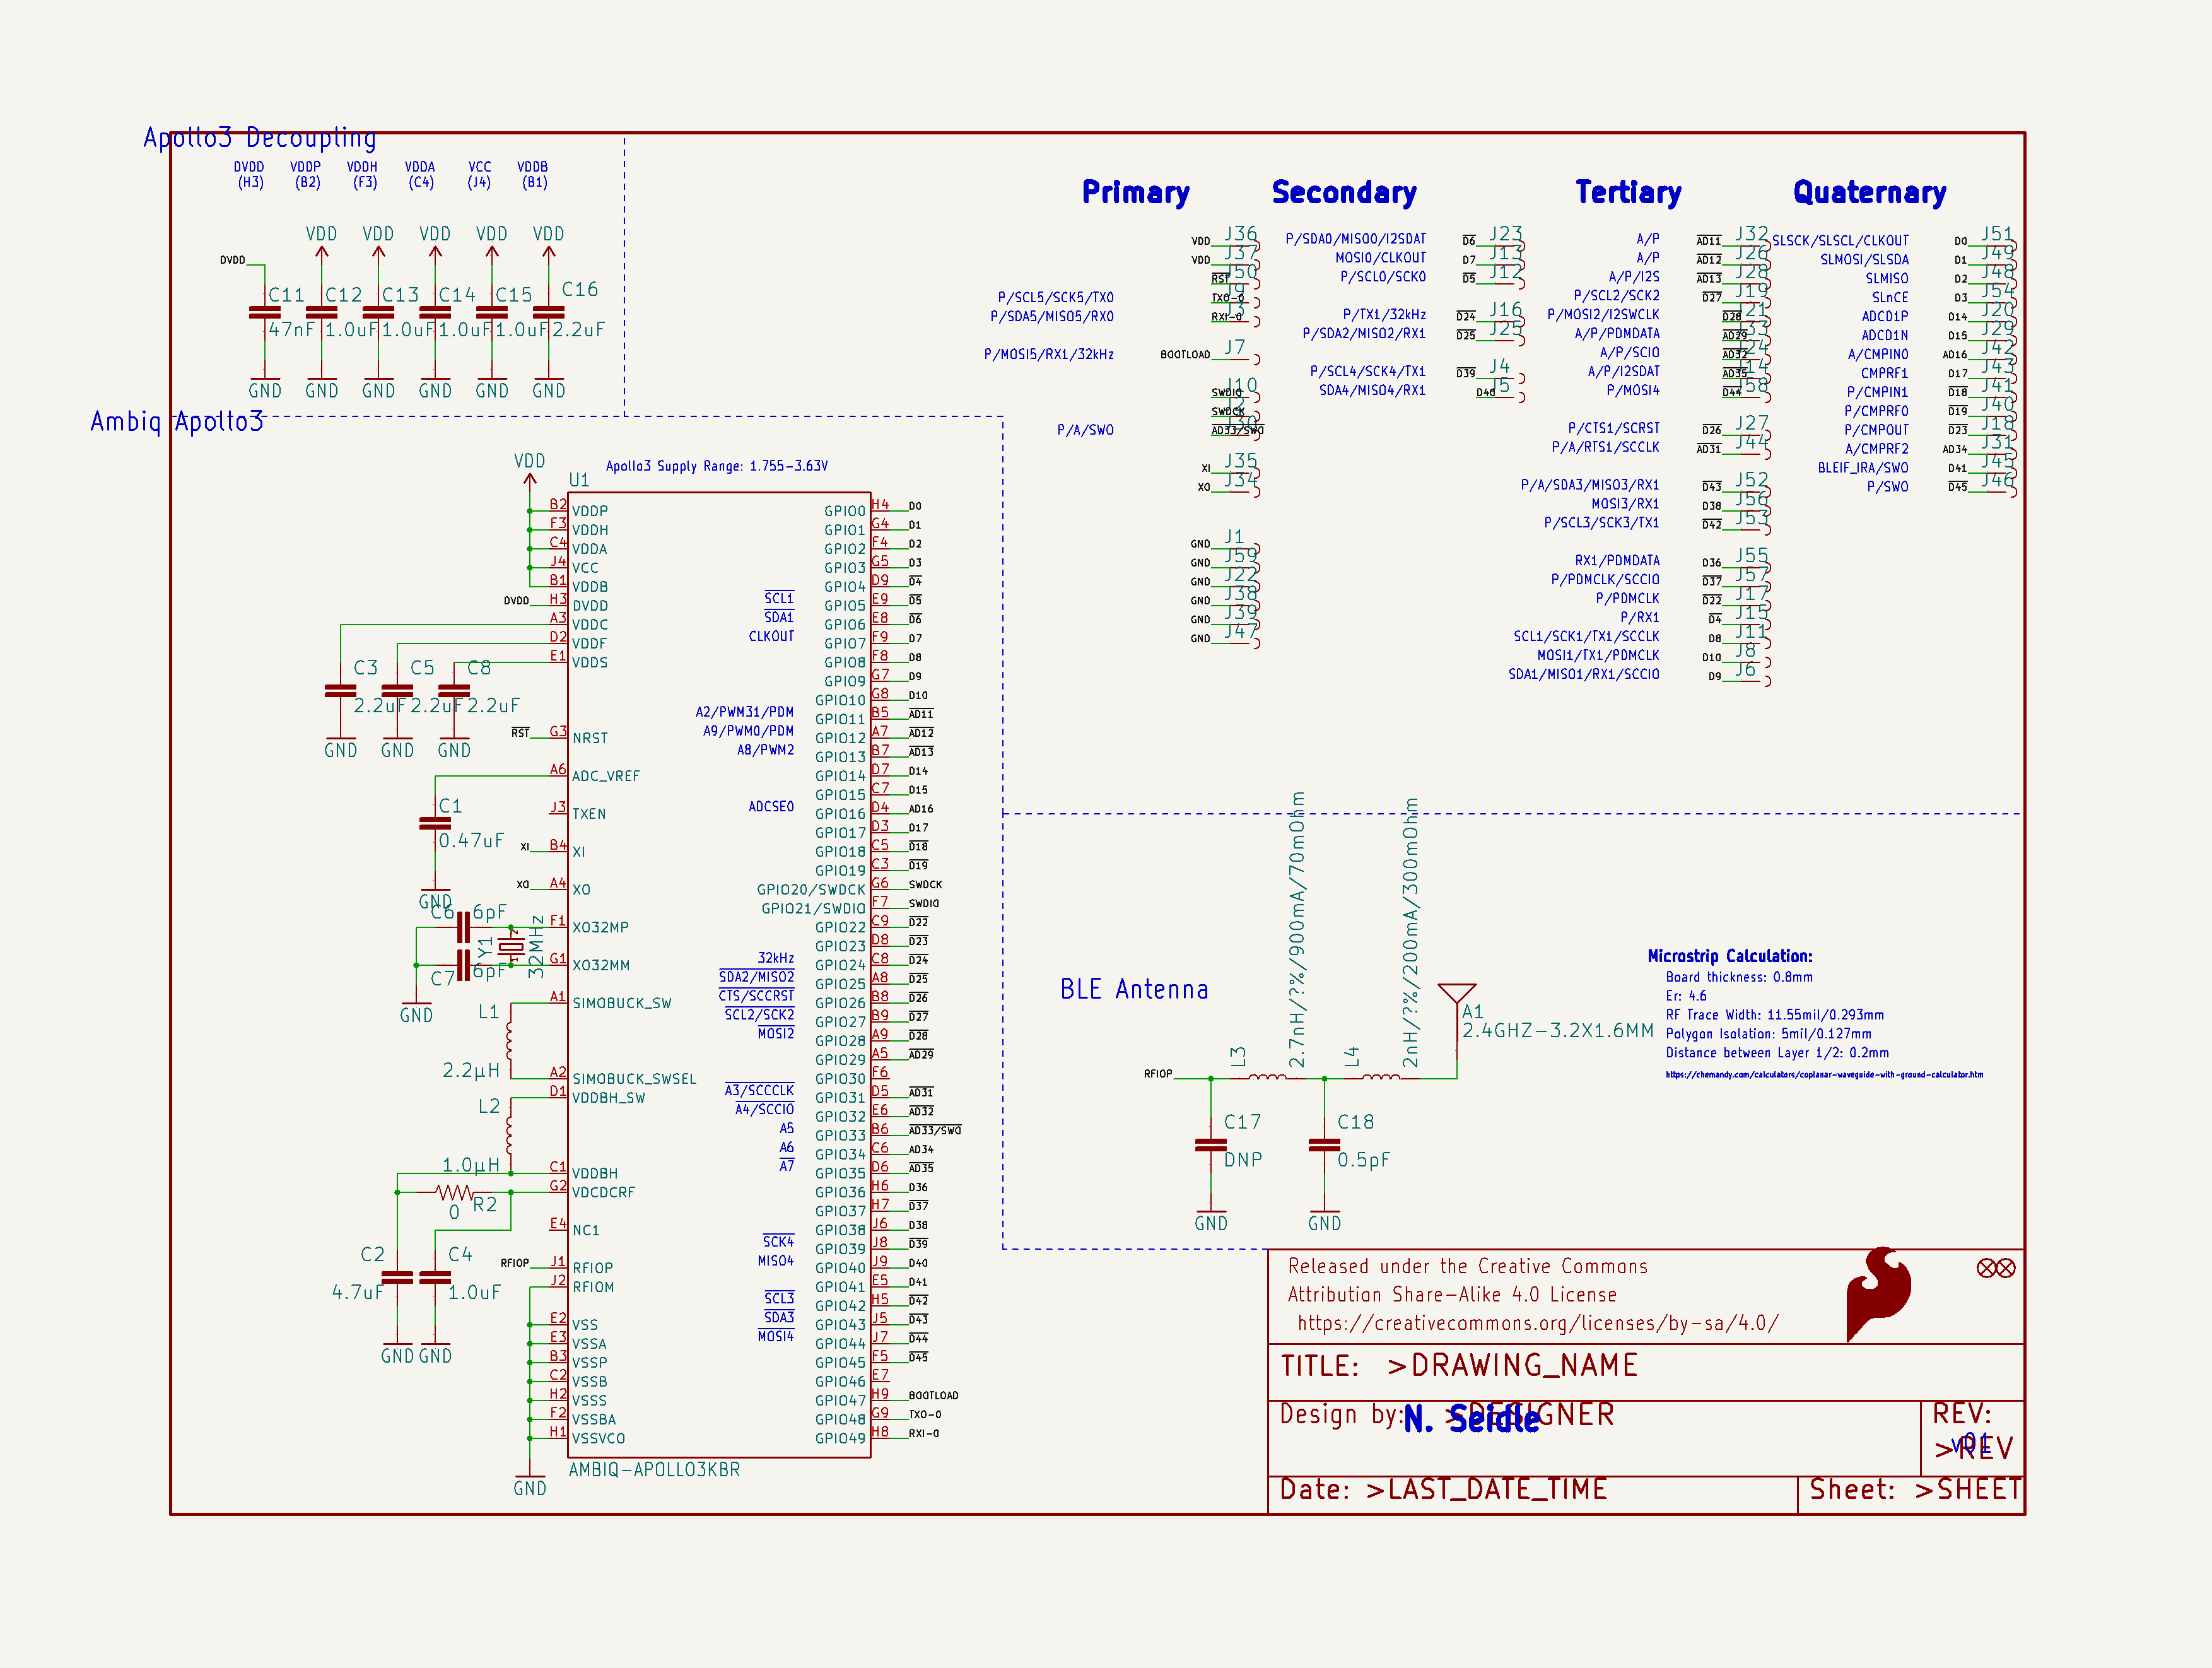 Apollo3 Decoupling
DVDD VDDP VDDH VDDA VCC VDDB
(H3) (B2) (F3) (C4) (J4) (B1)
VDD VDD VDD VDD VDD
DVDD
C11 C12 C13 C14 C15 C16
47nF 1.0uF 1.0uF 1.0uF 1.0uF 2.2uF
GND GND GND GND GND GND
Ambiq Apollo3
VDD
Apollo3 Supply Range: 1.755-3.63V
U1
B2 VDDP
F3 VDDH
C4 VDDA
J4 VCC
B1 VDDB
DVDD H3 DVDD
A3 VDDC
D2 VDDF
E1 VDDS
C3 C5 C8
2.2uF 2.2uF 2.2uF
GND GND GND
RST G3 NRST
A6 ADC_VREF
C1
0.47uF
GND
J3 TXEN
XI B4 XI
XO A4 XO
C6 6pF
F1 XO32MP
Y1 32MHz
C7 6pF
G1 XO32MM
GND
A1 SIMOBUCK_SW
L1
2.2µH
A2 SIMOBUCK_SWSEL
D1 VDDBH_SW
L2
1.0µH
C1 VDDBH
G2 VDCDCRF
R2
0
E4 NC1
C2 C4
4.7uF 1.0uF
GND GND
RFIOP J1 RFIOP
J2 RFIOM
E2 VSS
E3 VSSA
B3 VSSP
C2 VSSB
H2 VSSS
F2 VSSBA
H1 VSSVCO
GND
AMBIQ-APOLLO3KBR
GPIO0 H4 D0
GPIO1 G4 D1
GPIO2 F4 D2
GPIO3 G5 D3
GPIO4 D9 D4
SCL1 GPIO5 E9 D5
SDA1 GPIO6 E8 D6
CLKOUT GPIO7 F9 D7
GPIO8 F8 D8
GPIO9 G7 D9
GPIO10 G8 D10
A2/PWM31/PDM GPIO11 B5 AD11
A9/PWM0/PDM GPIO12 A7 AD12
A8/PWM2 GPIO13 B7 AD13
GPIO14 D7 D14
GPIO15 C7 D15
ADCSE0 GPIO16 D4 AD16
GPIO17 D3 D17
GPIO18 C5 D18
GPIO19 C3 D19
GPIO20/SWDCK G6 SWDCK
GPIO21/SWDIO F7 SWDIO
GPIO22 C9 D22
GPIO23 D8 D23
32kHz GPIO24 C8 D24
SDA2/MISO2 GPIO25 A8 D25
CTS/SCCRST GPIO26 B8 D26
SCL2/SCK2 GPIO27 B9 D27
MOSI2 GPIO28 A9 D28
GPIO29 A5 AD29
GPIO30 F6
A3/SCCCLK GPIO31 D5 AD31
A4/SCCIO GPIO32 E6 AD32
A5 GPIO33 B6 AD33/SWO
A6 GPIO34 C6 AD34
A7 GPIO35 D6 AD35
GPIO36 H6 D36
GPIO37 H7 D37
GPIO38 J6 D38
SCK4 GPIO39 J8 D39
MISO4 GPIO40 J9 D40
GPIO41 E5 D41
SCL3 GPIO42 H5 D42
SDA3 GPIO43 J5 D43
MOSI4 GPIO44 J7 D44
GPIO45 F5 D45
GPIO46 E7
GPIO47 H9 BOOTLOAD
GPIO48 G9 TXO-0
GPIO49 H8 RXI-0
Primary
VDD J36
VDD J37
RST J50
P/SCL5/SCK5/TX0 TXO-0 J9
P/SDA5/MISO5/RX0 RXI-0 J3
P/MOSI5/RX1/32kHz BOOTLOAD J7
SWDIO J10
SWDCK J2
P/A/SWO AD33/SWO J30
XI J35
XO J34
GND J1
GND J59
GND J22
GND J38
GND J39
GND J47
Secondary
P/SDA0/MISO0/I2SDAT D6 J23
MOSI0/CLKOUT D7 J13
P/SCL0/SCK0 D5 J12
P/TX1/32kHz D24 J16
P/SDA2/MISO2/RX1 D25 J25
P/SCL4/SCK4/TX1 D39 J4
SDA4/MISO4/RX1 D40 J5
Tertiary
A/P AD11 J32
A/P AD12 J26
A/P/I2S AD13 J28
P/SCL2/SCK2 D27 J19
P/MOSI2/I2SWCLK D28 J21
A/P/PDMDATA AD29 J33
A/P/SCIO AD32 J24
A/P/I2SDAT AD35 J14
P/MOSI4 D44 J58
P/CTS1/SCRST D26 J27
P/A/RTS1/SCCLK AD31 J44
P/A/SDA3/MISO3/RX1 D43 J52
MOSI3/RX1 D38 J56
P/SCL3/SCK3/TX1 D42 J53
RX1/PDMDATA D36 J55
P/PDMCLK/SCCIO D37 J57
P/PDMCLK D22 J17
P/RX1 D4 J15
SCL1/SCK1/TX1/SCCLK D8 J11
MOSI1/TX1/PDMCLK D10 J8
SDA1/MISO1/RX1/SCCIO D9 J6
Quaternary
SLSCK/SLSCL/CLKOUT D0 J51
SLMOSI/SLSDA D1 J49
SLMISO D2 J48
SLnCE D3 J54
ADCD1P D14 J20
ADCD1N D15 J29
A/CMPIN0 AD16 J42
CMPRF1 D17 J43
P/CMPIN1 D18 J41
P/CMPRF0 D19 J40
P/CMPOUT D23 J18
A/CMPRF2 AD34 J31
BLEIF_IRA/SWO D41 J45
P/SWO D45 J46
BLE Antenna
RFIOP
L3 2.7nH/?%/900mA/70mOhm
L4 2nH/?%/200mA/300mOhm
A1
2.4GHZ-3.2X1.6MM
C17 C18
DNP 0.5pF
GND GND
Microstrip Calculation:
Board thickness: 0.8mm
Er: 4.6
RF Trace Width: 11.55mil/0.293mm
Polygon Isolation: 5mil/0.127mm
Distance between Layer 1/2: 0.2mm
https://chemandy.com/calculators/coplanar-waveguide-with-ground-calculator.htm
Released under the Creative Commons
Attribution Share-Alike 4.0 License
https://creativecommons.org/licenses/by-sa/4.0/
TITLE: >DRAWING_NAME
Design by: >DESIGNER
N. Seidle
REV:
>REV
v01
Date: >LAST_DATE_TIME
Sheet: >SHEET